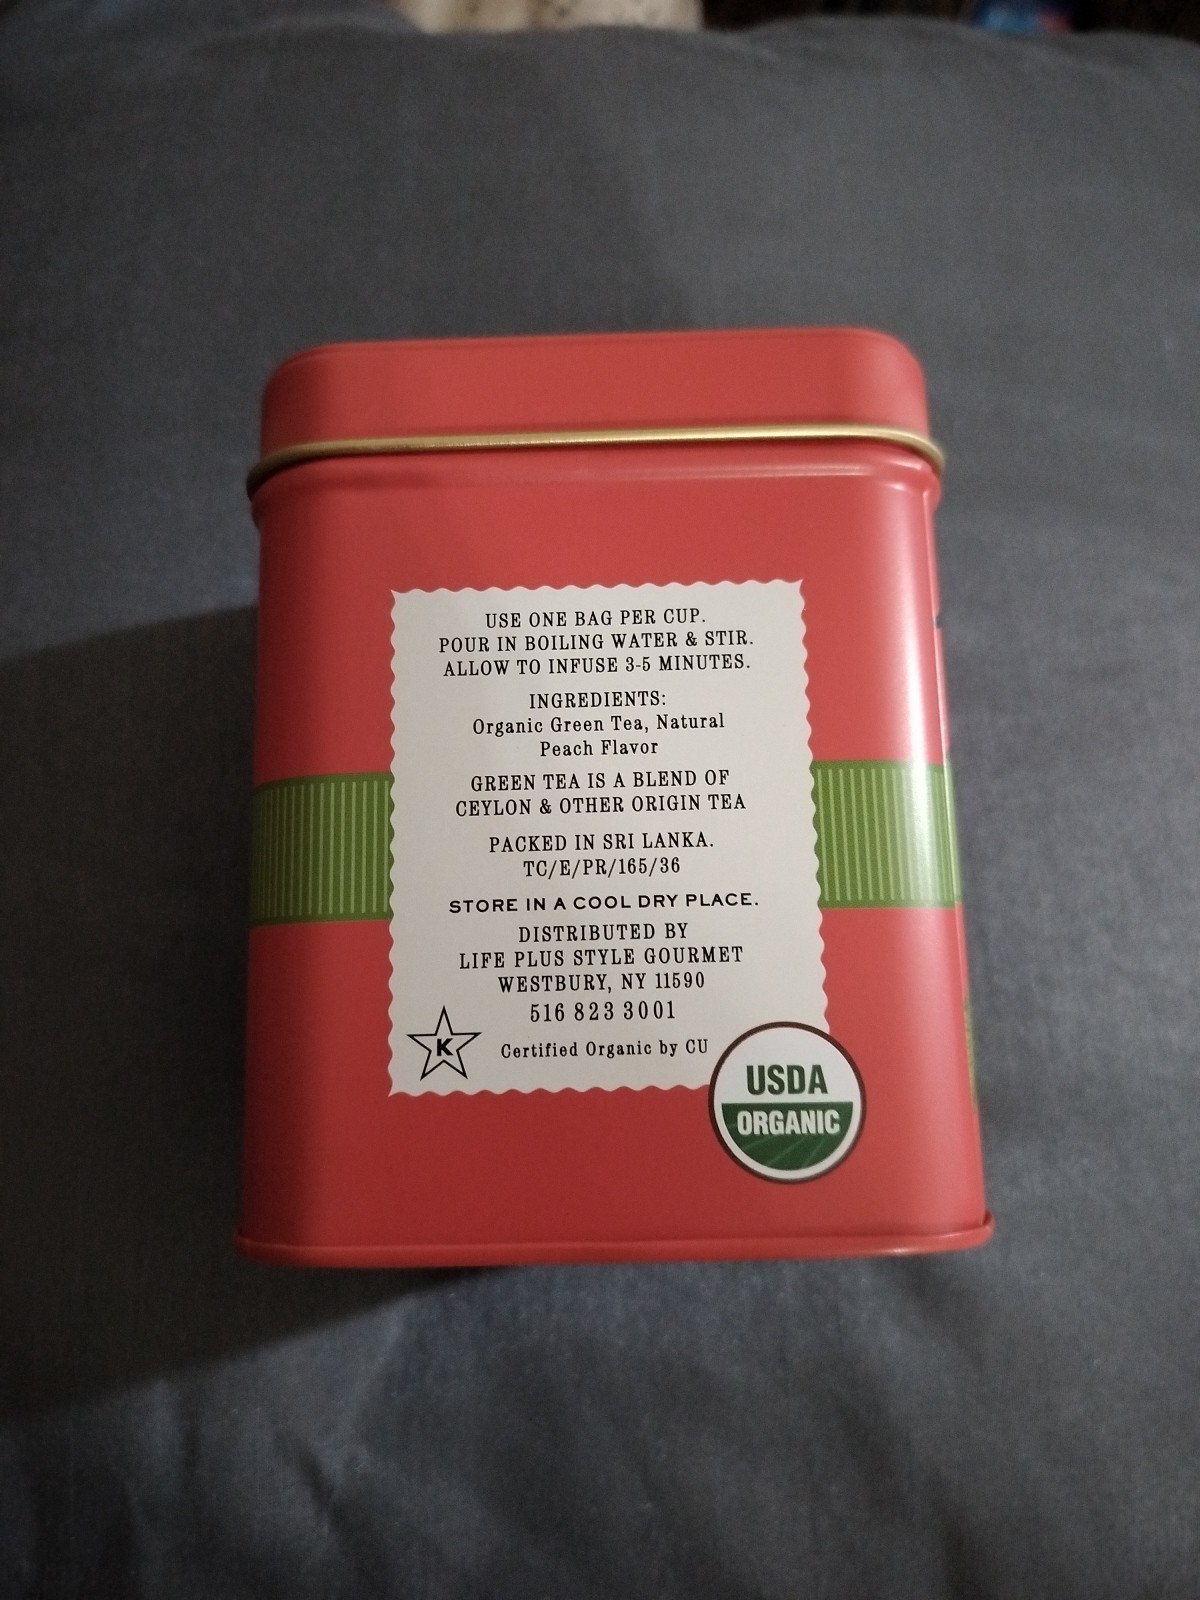 USE ONE BAG PER CUP.
POUR IN BOILING WATER & STIR.
ALLOW TO INFUSE 3-5 MINUTES.
INGREDIENTS:
Organic Green Tea, Natural
Peach Flavor
GREEN TEA IS A BLEND OF
CEYLON & OTHER ORIGIN TEA
PACKED IN SRI LANKA.
TC/E/PR/165/36
STORE IN A COOL DRY PLACE.
DISTRIBUTED BY
LIFE PLUS STYLE GOURMET
WESTBURY, NY 11590
516 823 3001
K
Certified Organic by CU
USDA
ORGANIC